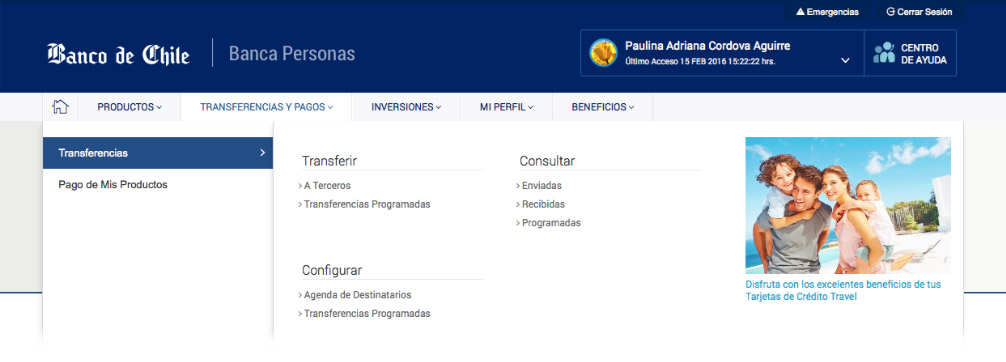 Emergencias
Cerrar Sesión
Banco de Chile
Banca Personas
Paulina Adriana Cordova Aguirre
Último Acceso 15 FEB 2016 15:22:22 hrs.
CENTRO
DE AYUDA
PRODUCTOS
TRANSFERENCIAS Y PAGOS
INVERSIONES
MI PERFIL
BENEFICIOS
Transferencias
Pago de Mis Productos
Transferir
A Terceros
Transferencias Programadas
Configurar
Agenda de Destinatarios
Transferencias Programadas
Consultar
Enviadas
Recibidas
Programadas
Disfruta con los excelentes beneficios de tus
Tarjetas de Crédito Travel